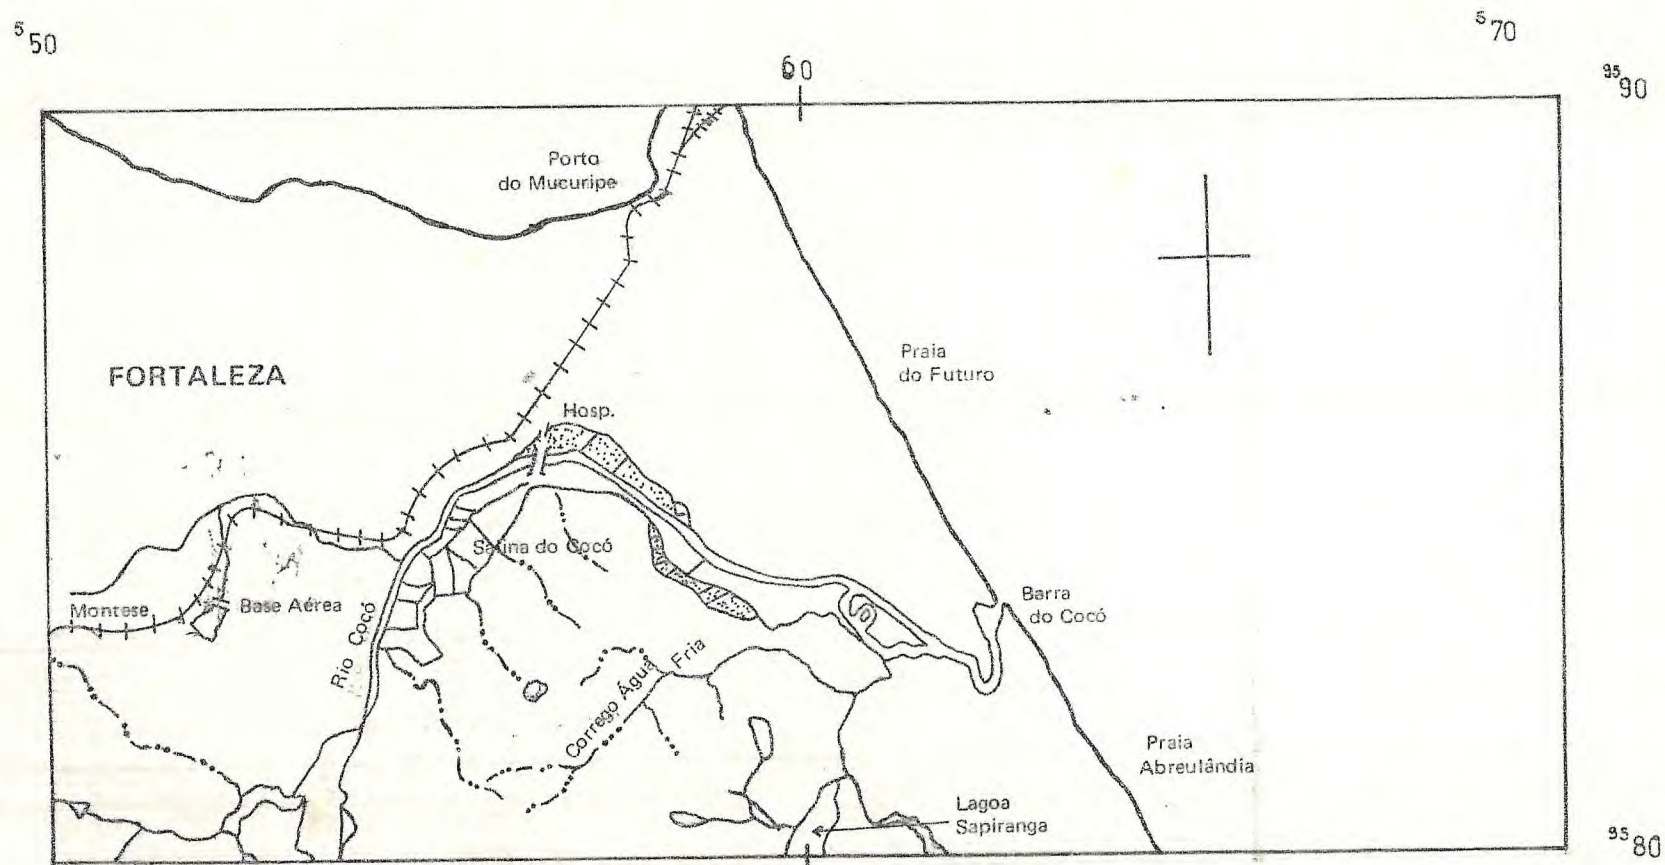 ⁵50
60
⁵70
⁹⁵90
Porto
do Mucuripe
FORTALEZA
Praia
do Futuro
Hosp.
Salina do Cocó
Montese
Base Aérea
Rio Cocó
Barra
do Cocó
Corrego Água Fria
Praia
Abreulândia
Lagoa
Sapiranga
⁹⁵80